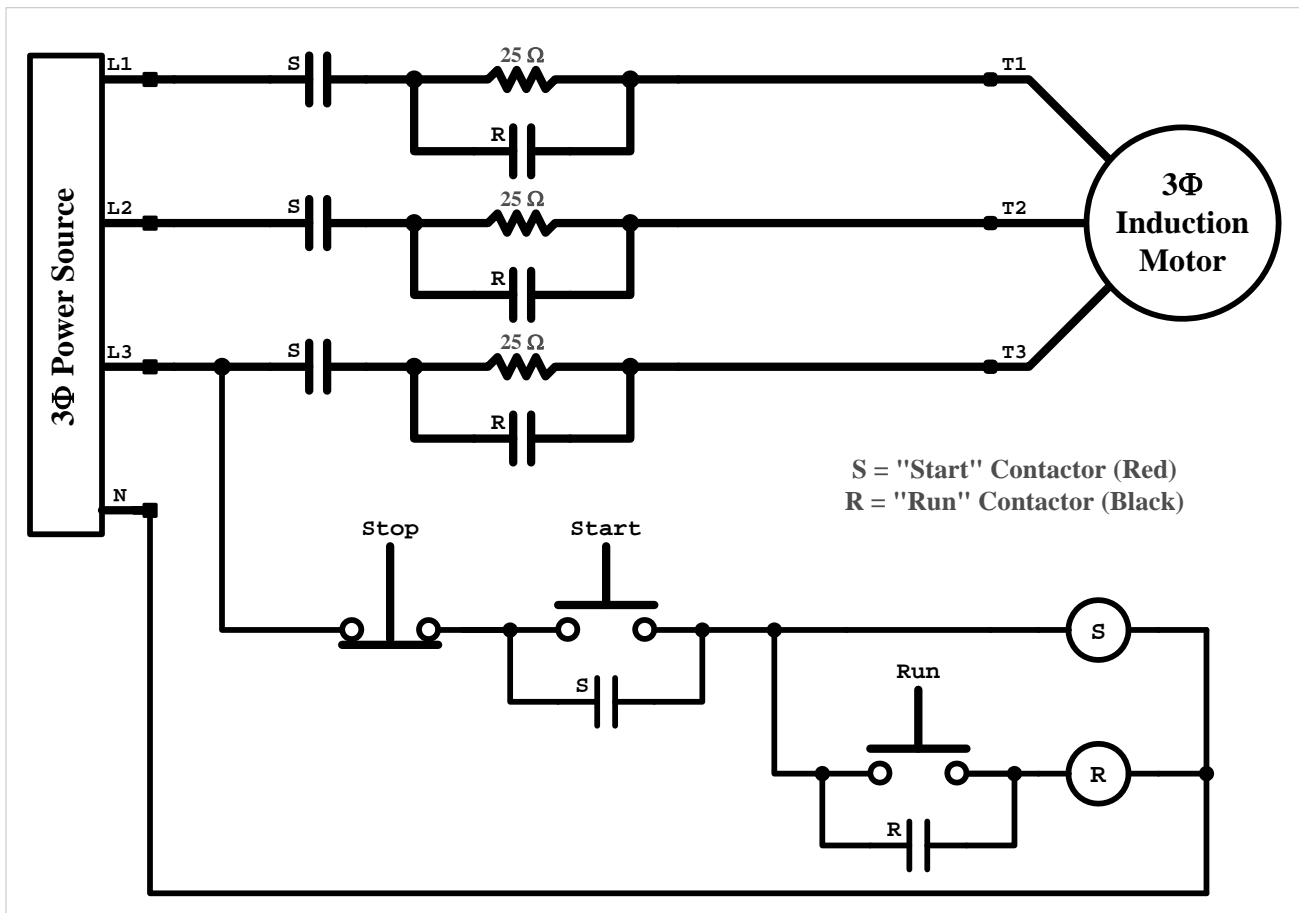 L1
S
25 Ω
T1
R
3Φ Power Source
L2
S
25 Ω
T2
3Φ
Induction
Motor
R
L3
S
25 Ω
T3
R
S = "Start" Contactor (Red)
R = "Run" Contactor (Black)
N
Stop
Start
S
S
Run
R
R